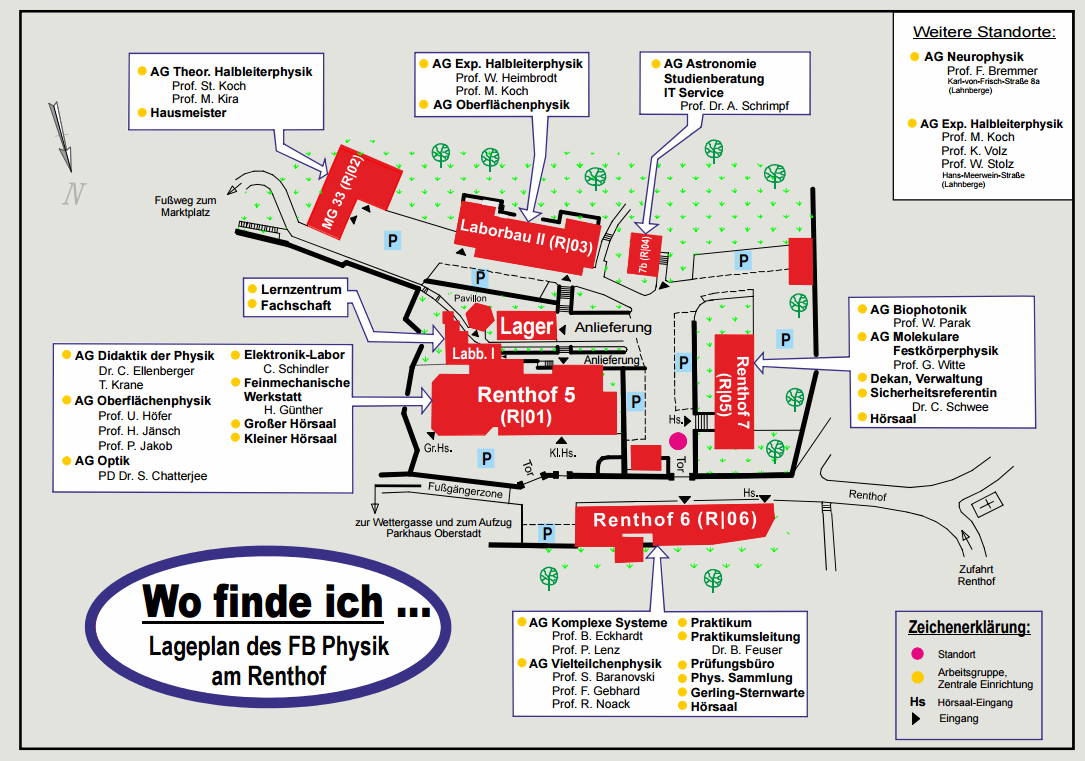 Weitere Standorte:
AG Neurophysik
Prof. F. Bremmer
Karl-von-Frisch-Straße 8a
(Lahnberge)
AG Exp. Halbleiterphysik
Prof. M. Koch
Prof. K. Volz
Prof. W. Stolz
Hans-Meerwein-Straße
(Lahnberge)
AG Theor. Halbleiterphysik
Prof. St. Koch
Prof. M. Kira
Hausmeister
AG Exp. Halbleiterphysik
Prof. W. Heimbrodt
Prof. M. Koch
AG Oberflächenphysik
AG Astronomie
Studienberatung
IT Service
Prof. Dr. A. Schrimpf
N
Fußweg zum
Marktplatz
MG 33 (R|02)
P
Laborbau II (R|03)
7b (R|04)
P
P
Lernzentrum
Fachschaft
Pavillon
Lager
Anlieferung
Labb. I
Anlieferung
P
P
AG Didaktik der Physik
Dr. C. Ellenberger
T. Krane
AG Oberflächenphysik
Prof. U. Höfer
Prof. H. Jänsch
Prof. P. Jakob
AG Optik
PD Dr. S. Chatterjee
Elektronik-Labor
C. Schindler
Feinmechanische
Werkstatt
H. Günther
Großer Hörsaal
Kleiner Hörsaal
Renthof 5
(R|01)
P
Renthof 7
(R|05)
Hs.
AG Biophotonik
Prof. W. Parak
AG Molekulare
Festkörperphysik
Prof. G. Witte
Dekan, Verwaltung
Sicherheitsreferentin
Dr. C. Schwee
Hörsaal
Gr.Hs.
Kl.Hs.
P
Tor
Tor
Fußgängerzone
zur Wettergasse und zum Aufzug
Parkhaus Oberstadt
P
Hs.
Renthof 6 (R|06)
Renthof
Zufahrt
Renthof
Wo finde ich ...
Lageplan des FB Physik
am Renthof
AG Komplexe Systeme
Prof. B. Eckhardt
Prof. P. Lenz
AG Vielteilchenphysik
Prof. S. Baranovski
Prof. F. Gebhard
Prof. R. Noack
Praktikum
Praktikumsleitung
Dr. B. Feuser
Prüfungsbüro
Phys. Sammlung
Gerling-Sternwarte
Hörsaal
Zeichenerklärung:
Standort
Arbeitsgruppe,
Zentrale Einrichtung
Hs Hörsaal-Eingang
Eingang